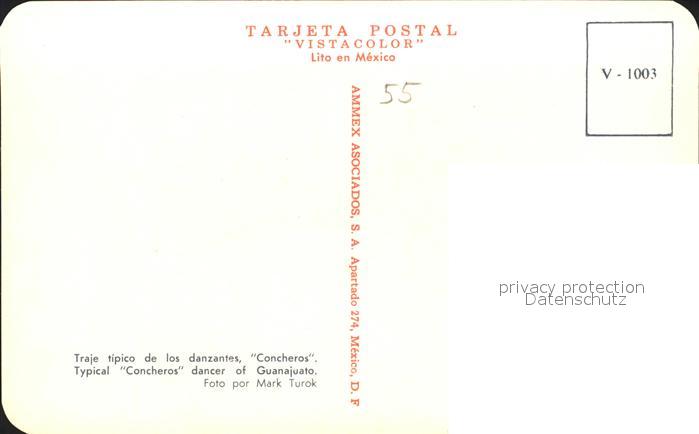 TARJETA POSTAL
"VISTACOLOR"
Lito en México
V - 1003
55
AMMEX ASOCIADOS, S. A. Apartado 274, México, D. F
privacy protection
Datenschutz
Traje típico de los danzantes, "Concheros".
Typical "Concheros" dancer of Guanajuato.
Foto por Mark Turok